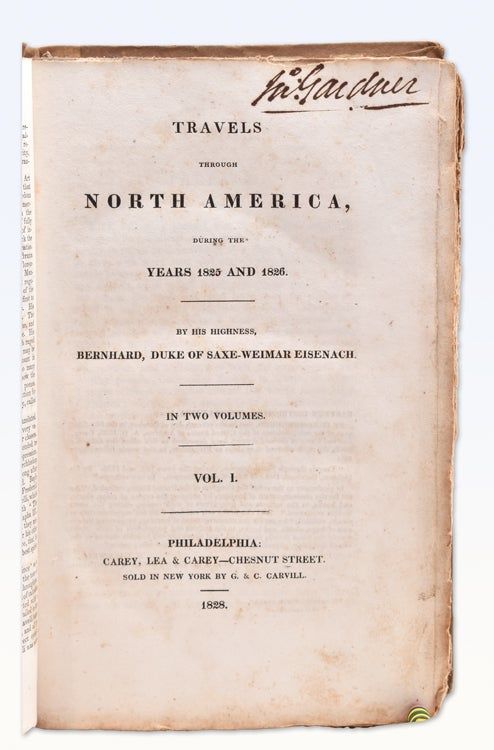 Jn° Gardner
TRAVELS
THROUGH
NORTH AMERICA,
DURING THE
YEARS 1825 AND 1826.
BY HIS HIGHNESS,
BERNHARD, DUKE OF SAXE-WEIMAR EISENACH.
IN TWO VOLUMES.
VOL. I.
PHILADELPHIA:
CAREY, LEA & CAREY—CHESNUT STREET.
SOLD IN NEW YORK BY G. & C. CARVILL.
1828.